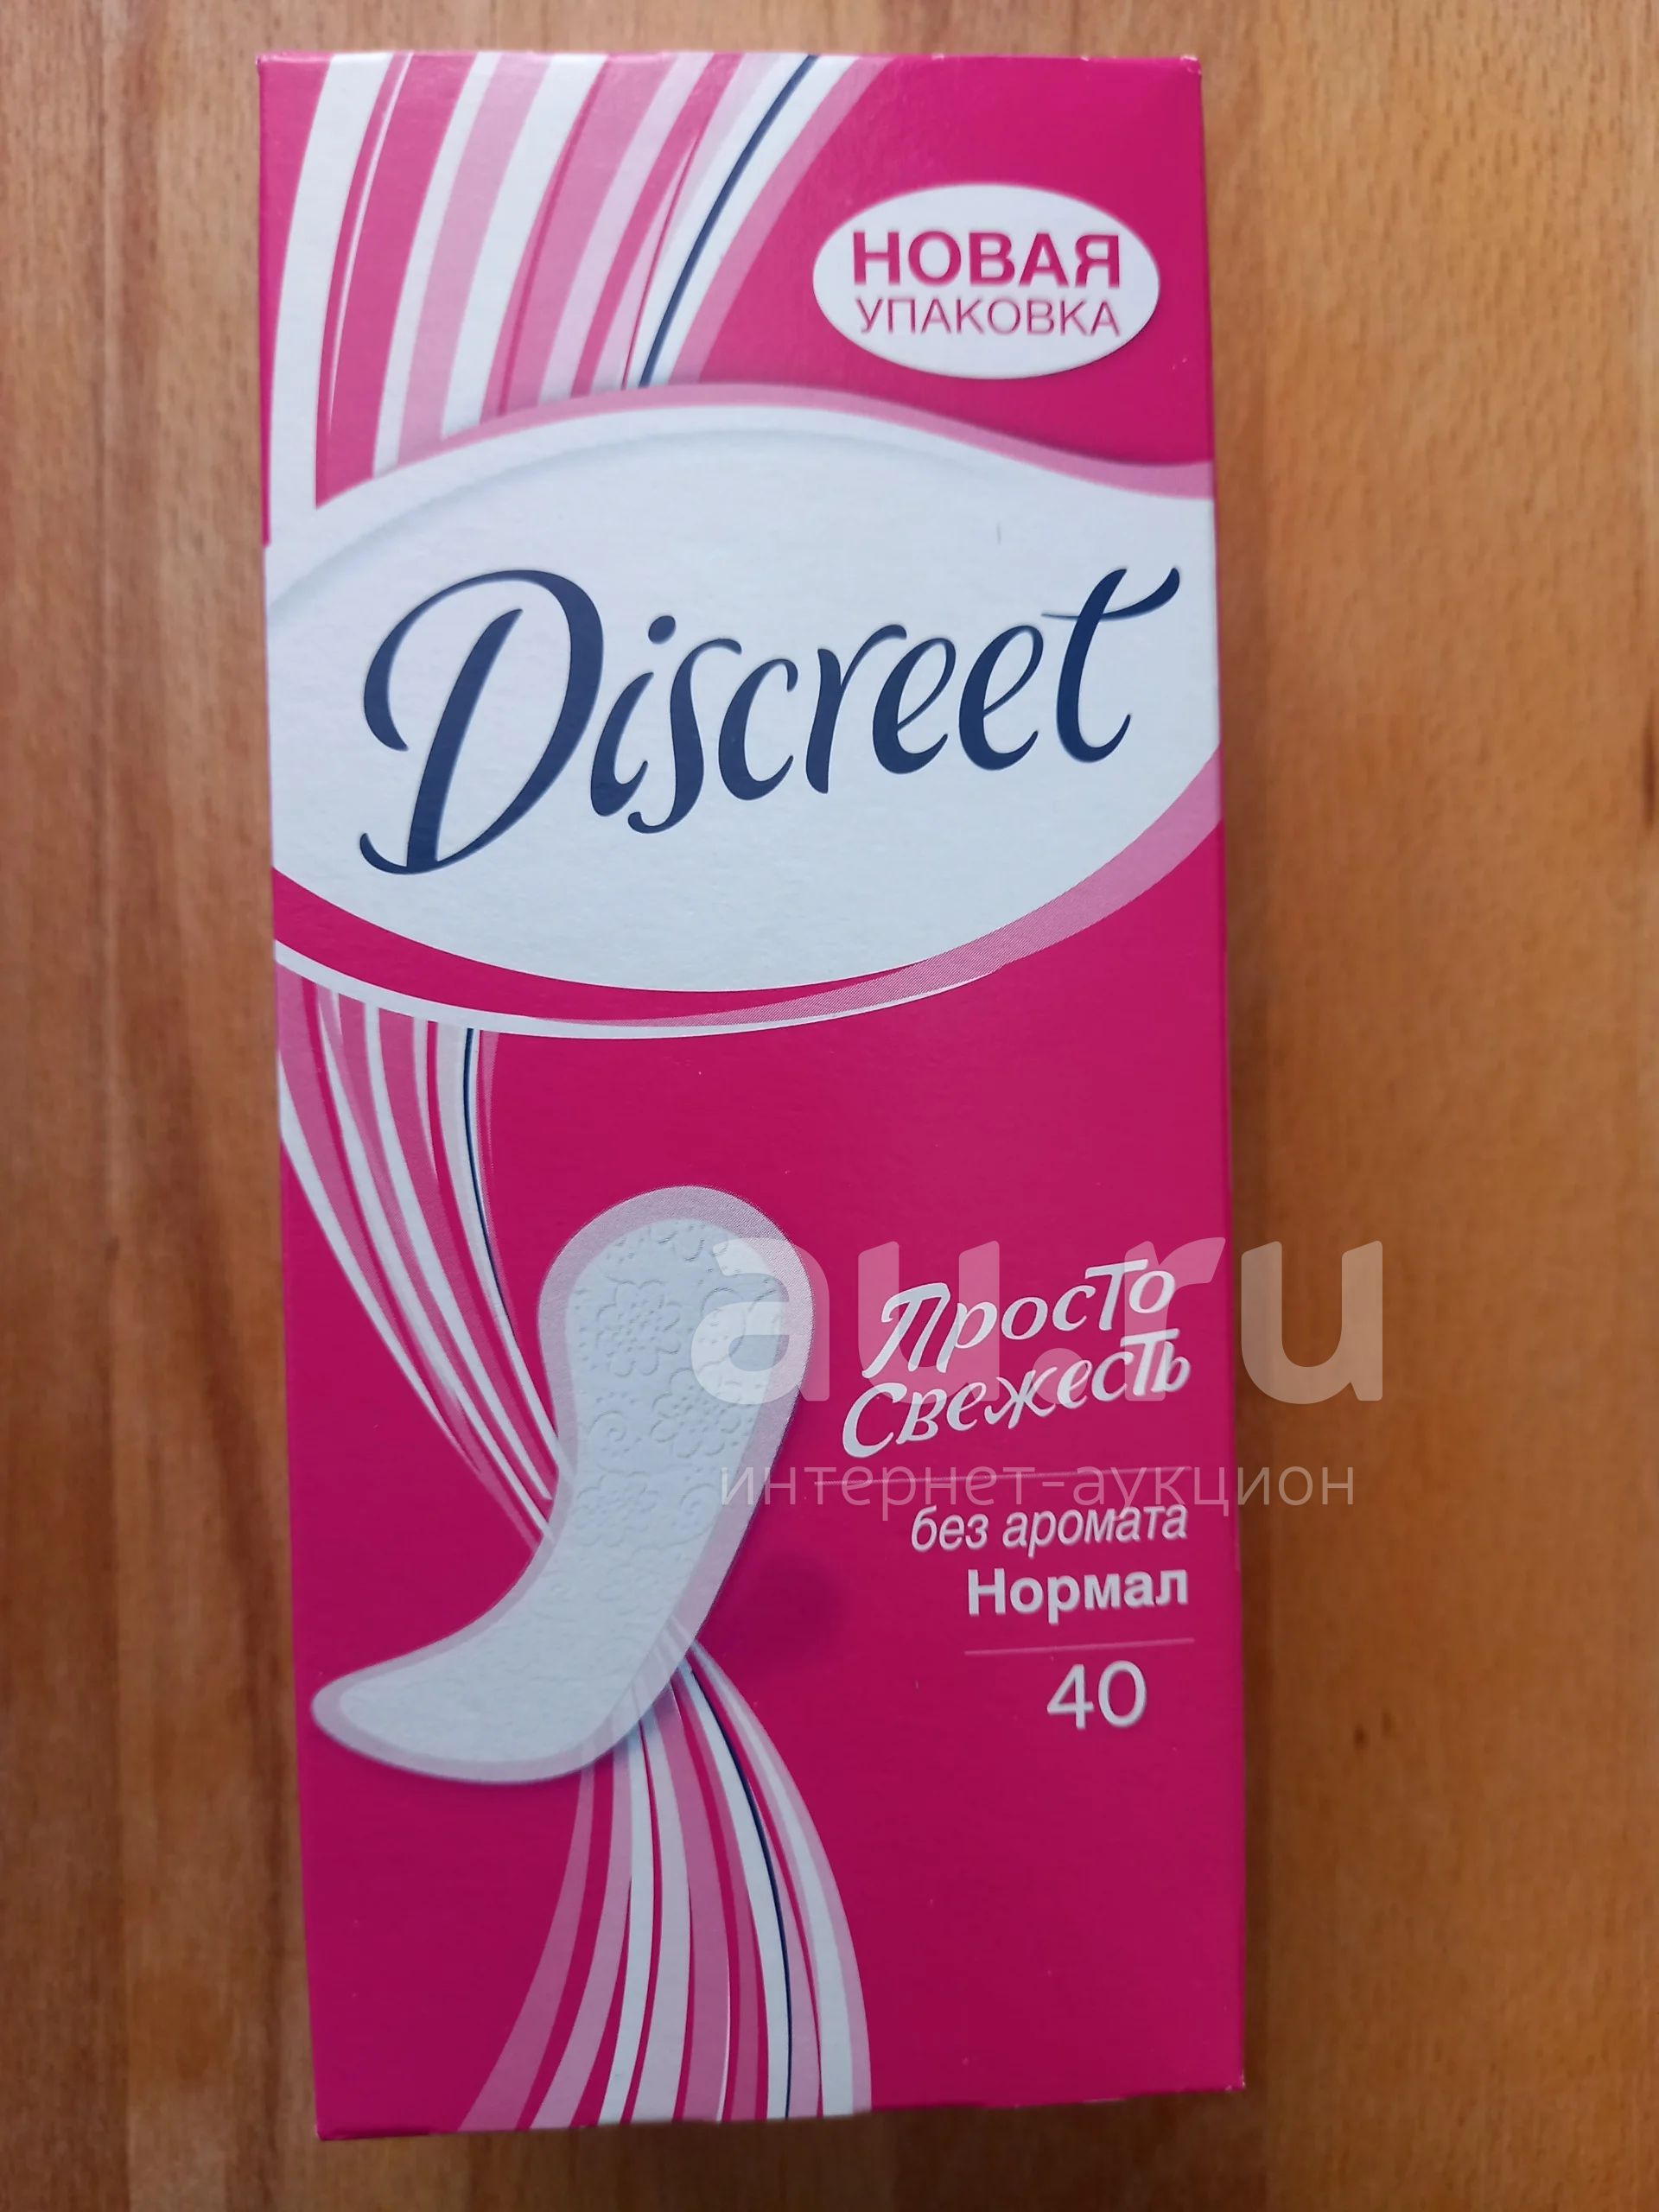 НОВАЯ
УПАКОВКА
Discreet
au.ru
Просто
Свежесть
интернет-аукцион
без аромата
Нормал
40